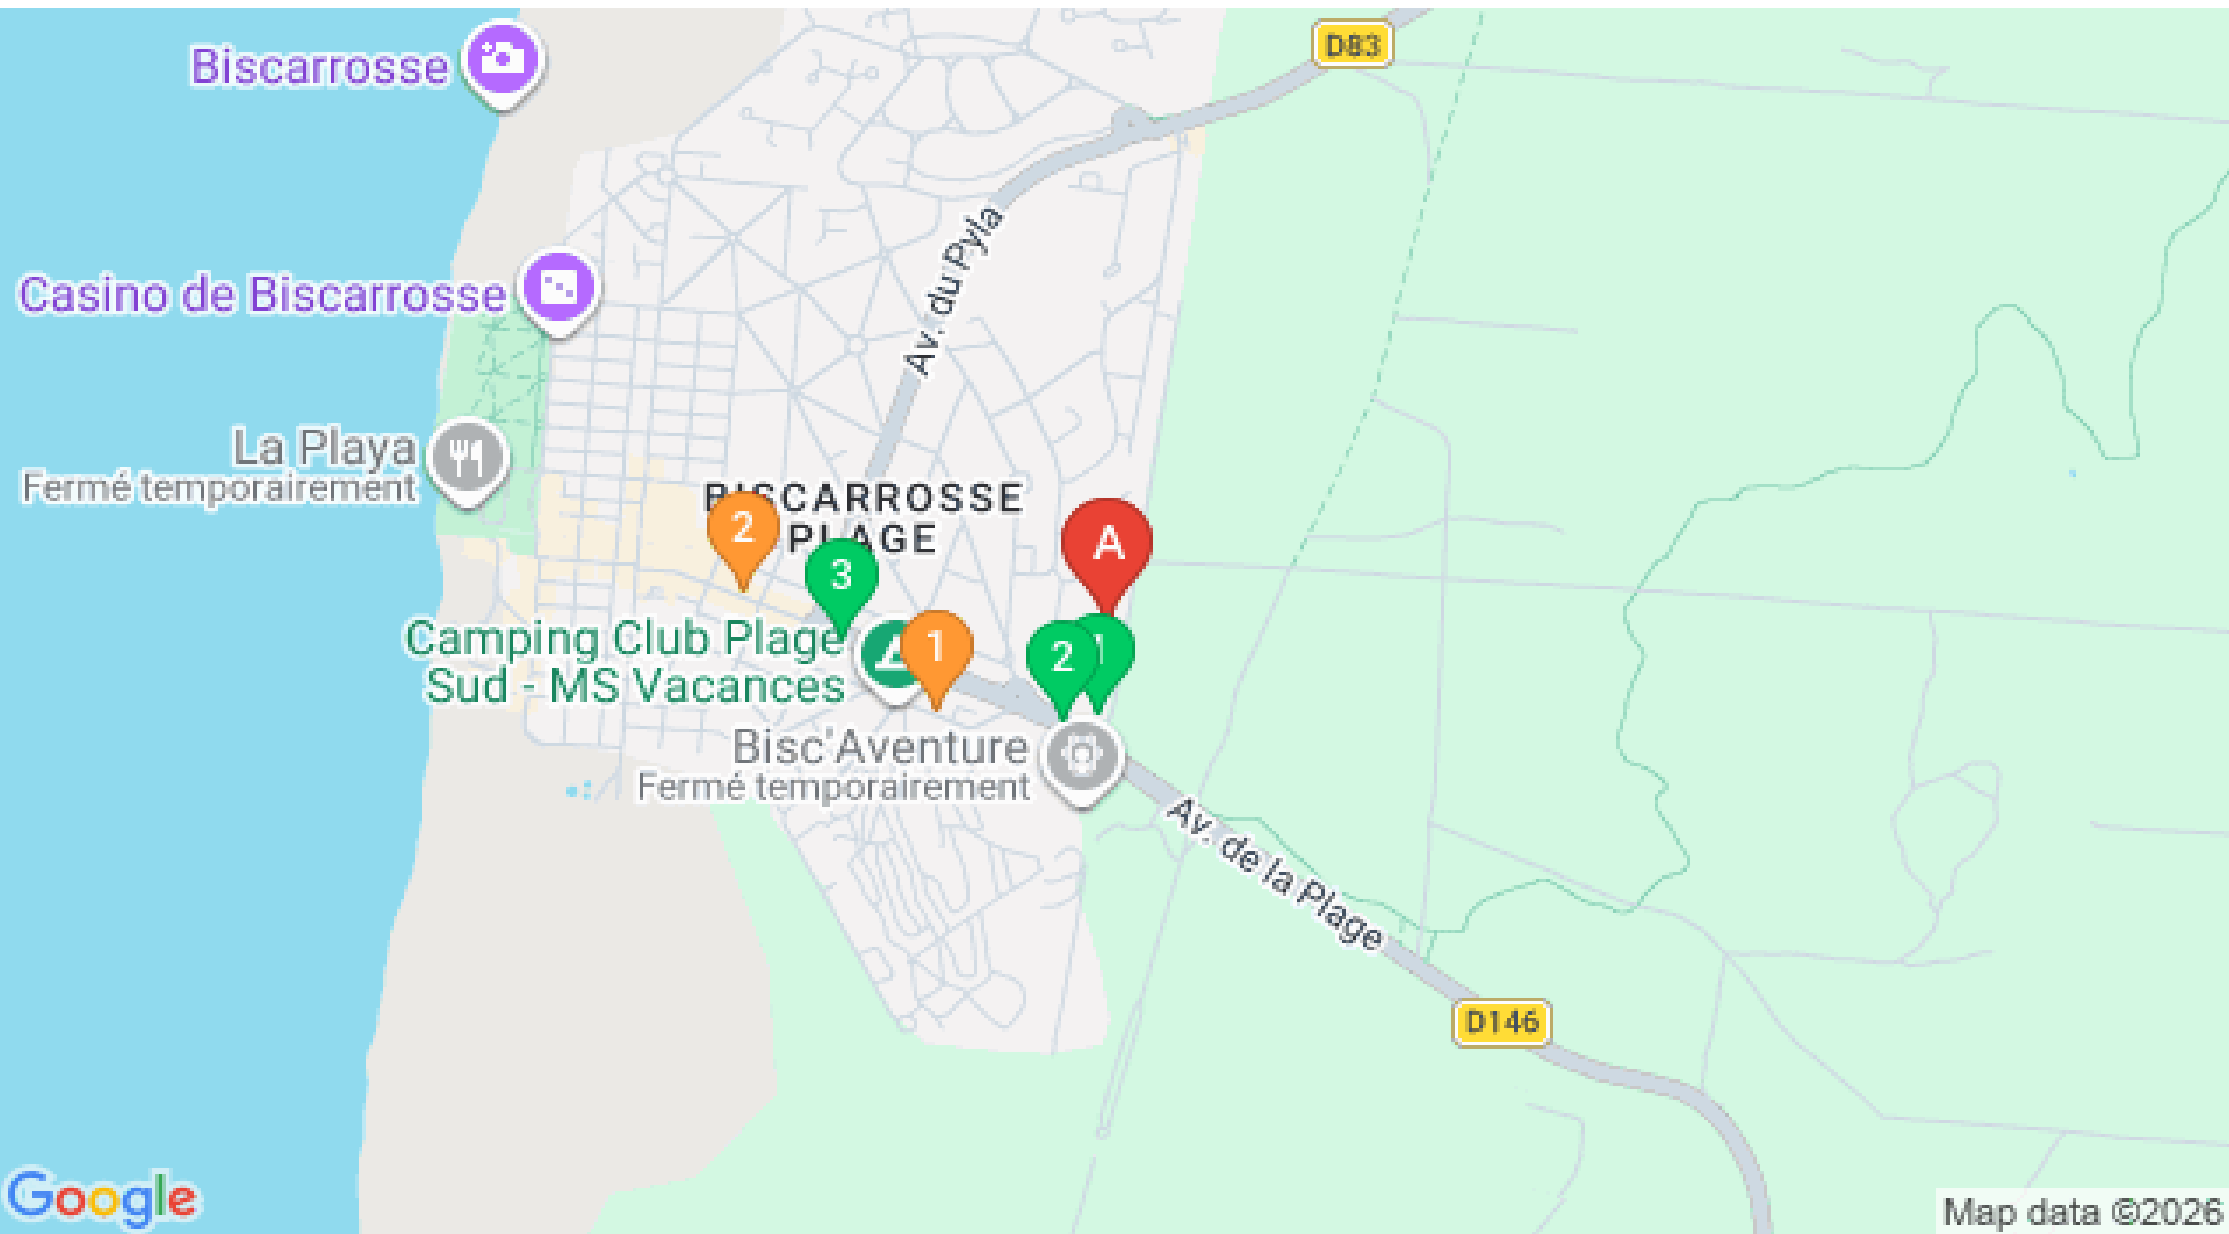 D83
Biscarrosse
Av. du Pyla
Casino de Biscarrosse
La Playa
Fermé temporairement
BISCARROSSE
PLAGE
2
A
3
1
2
1
Camping Club Plage
Sud - MS Vacances
Bisc'Aventure
Fermé temporairement
Av. de la Plage
D146
Google
Map data ©2026